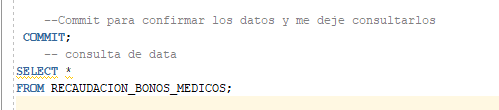 --Commit para confirmar los datos y me deje consultarlos
COMMIT;
-- consulta de data
SELECT *
FROM RECAUDACION_BONOS_MEDICOS;